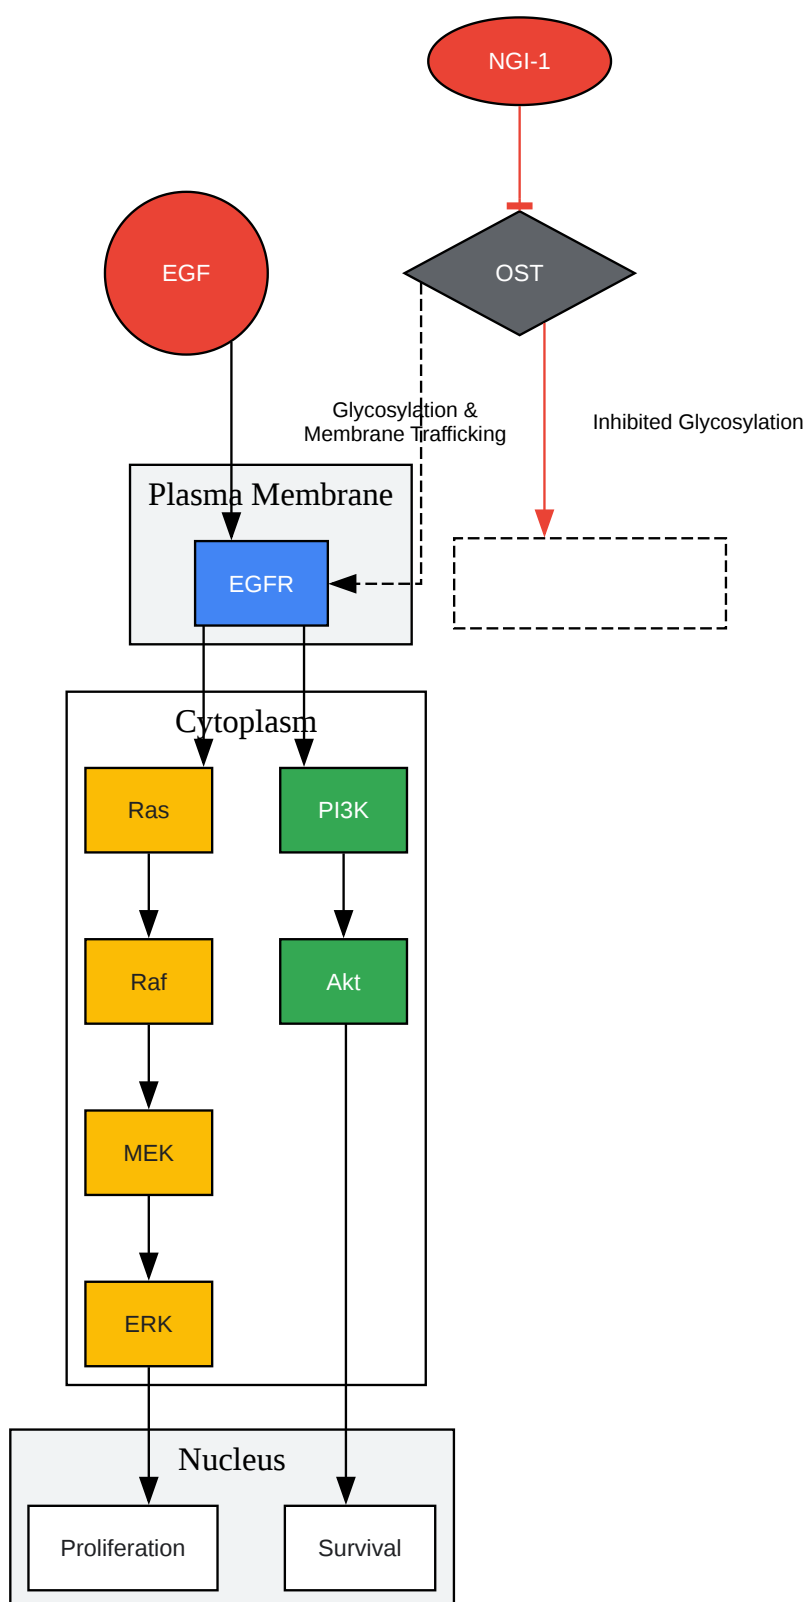 NGI-1
EGF
OST
Glycosylation &
Membrane Trafficking
Inhibited Glycosylation
Plasma Membrane
EGFR
Cytoplasm
Ras
PI3K
Raf
Akt
MEK
ERK
Nucleus
Proliferation
Survival